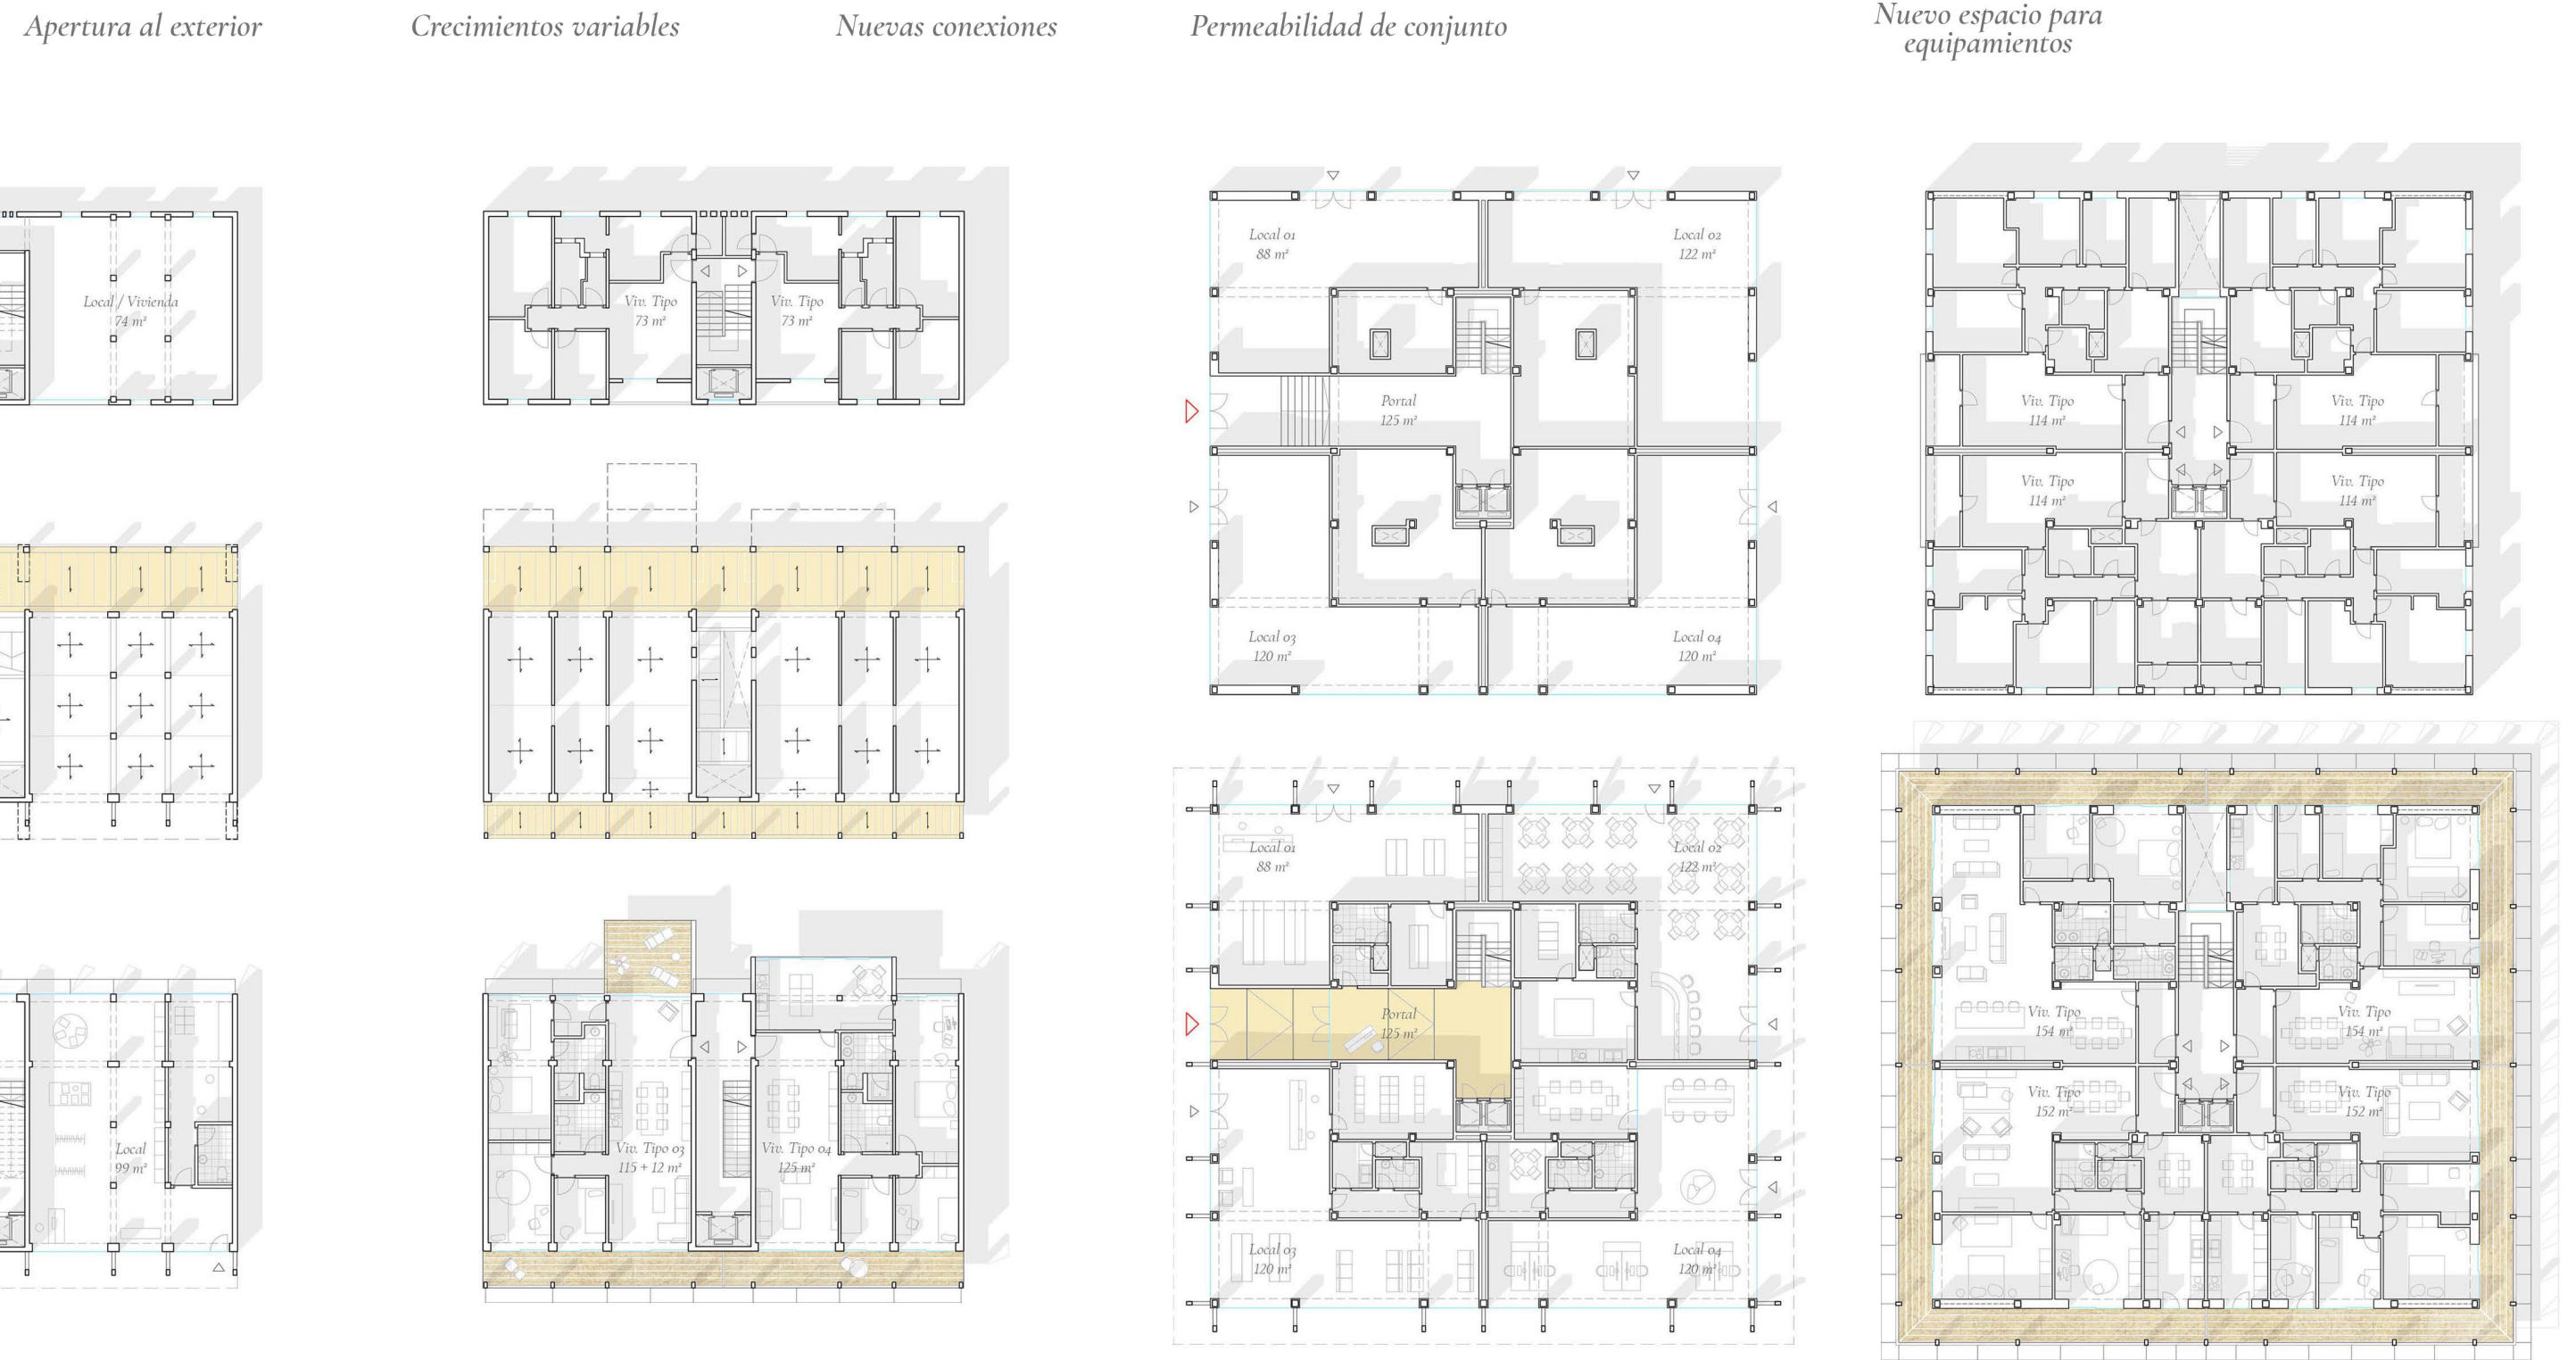 Apertura al exterior
Crecimientos variables
Nuevas conexiones
Permeabilidad de conjunto
Nuevo espacio para
equipamientos
Local / Vivienda
74 m²
Viv. Tipo
73 m²
Viv. Tipo
73 m²
Local 01
88 m²
Local 02
122 m²
Portal
125 m²
Local 03
120 m²
Local 04
120 m²
Viv. Tipo
114 m²
Viv. Tipo
114 m²
Viv. Tipo
114 m²
Viv. Tipo
114 m²
Local
99 m²
Viv. Tipo 03
115 + 12 m²
Viv. Tipo 04
125 m²
Local 01
88 m²
Local 02
122 m²
Portal
125 m²
Local 03
120 m²
Local 04
120 m²
Viv. Tipo
154 m²
Viv. Tipo
154 m²
Viv. Tipo
152 m²
Viv. Tipo
152 m²